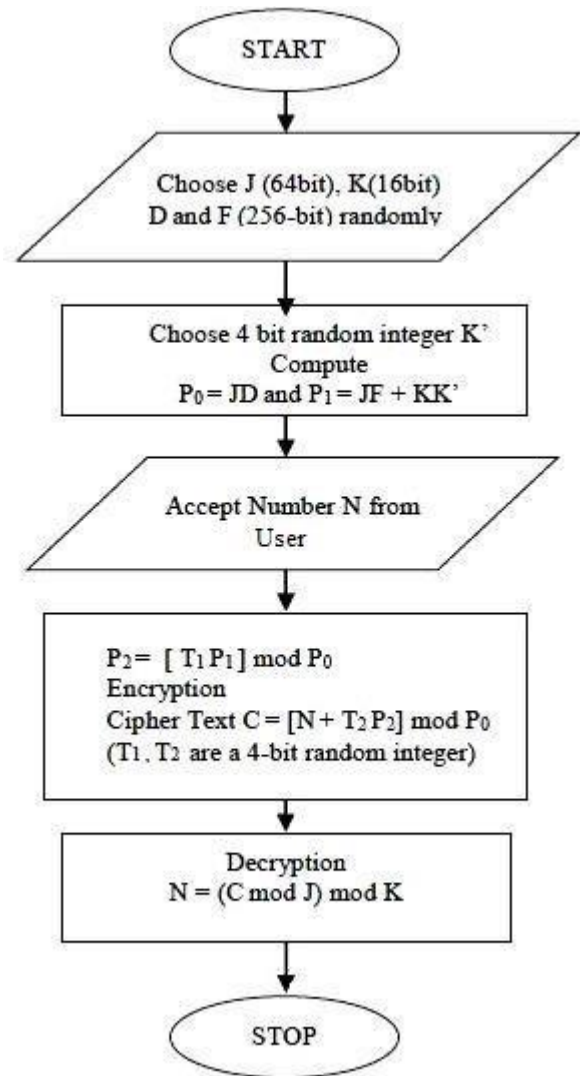 START
Choose J (64bit), K(16bit)
D and F (256-bit) randomly
Choose 4 bit random integer K’
Compute
P₀ = JD and P₁ = JF + KK’
Accept Number N from
User
P₂ = [ T₁ P₁ ] mod P₀
Encryption
Cipher Text C = [N + T₂ P₂] mod P₀
(T₁, T₂ are a 4-bit random integer)
Decryption
N = (C mod J) mod K
STOP